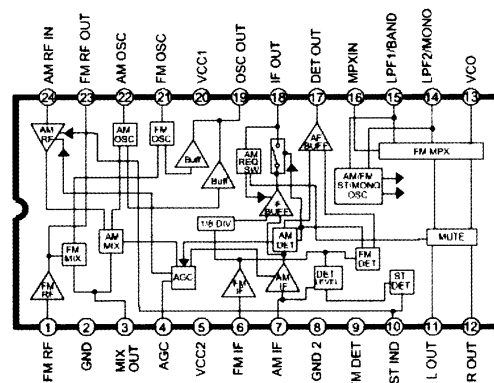 AM RF IN
FM RF OUT
AM OSC
FM OSC
VCC1
OSC OUT
IF OUT
DET OUT
MPXIN
LPF1/BAND
LPF2/MONO
VCO
24 23 22 21 20 19 18 17 16 15 14 13
AM
RF
AM
OSC
FM
OSC
Buff
Buff
AM
REQ
SW
AF
BUFF
FM MPX
AM/FM
ST/MONO
OSC
IF
BUFF
1/8 DIV
FM
MIX
AM
MIX
AGC
AM
DET
FM
DET
MUTE
FM
RF
FM
IF
AM
IF
DET
LEVEL
ST
DET
1 2 3 4 5 6 7 8 9 10 11 12
FM RF
GND
MIX
OUT
AGC
VCC2
FM IF
AM IF
GND 2
FM DET
ST IND
L OUT
R OUT